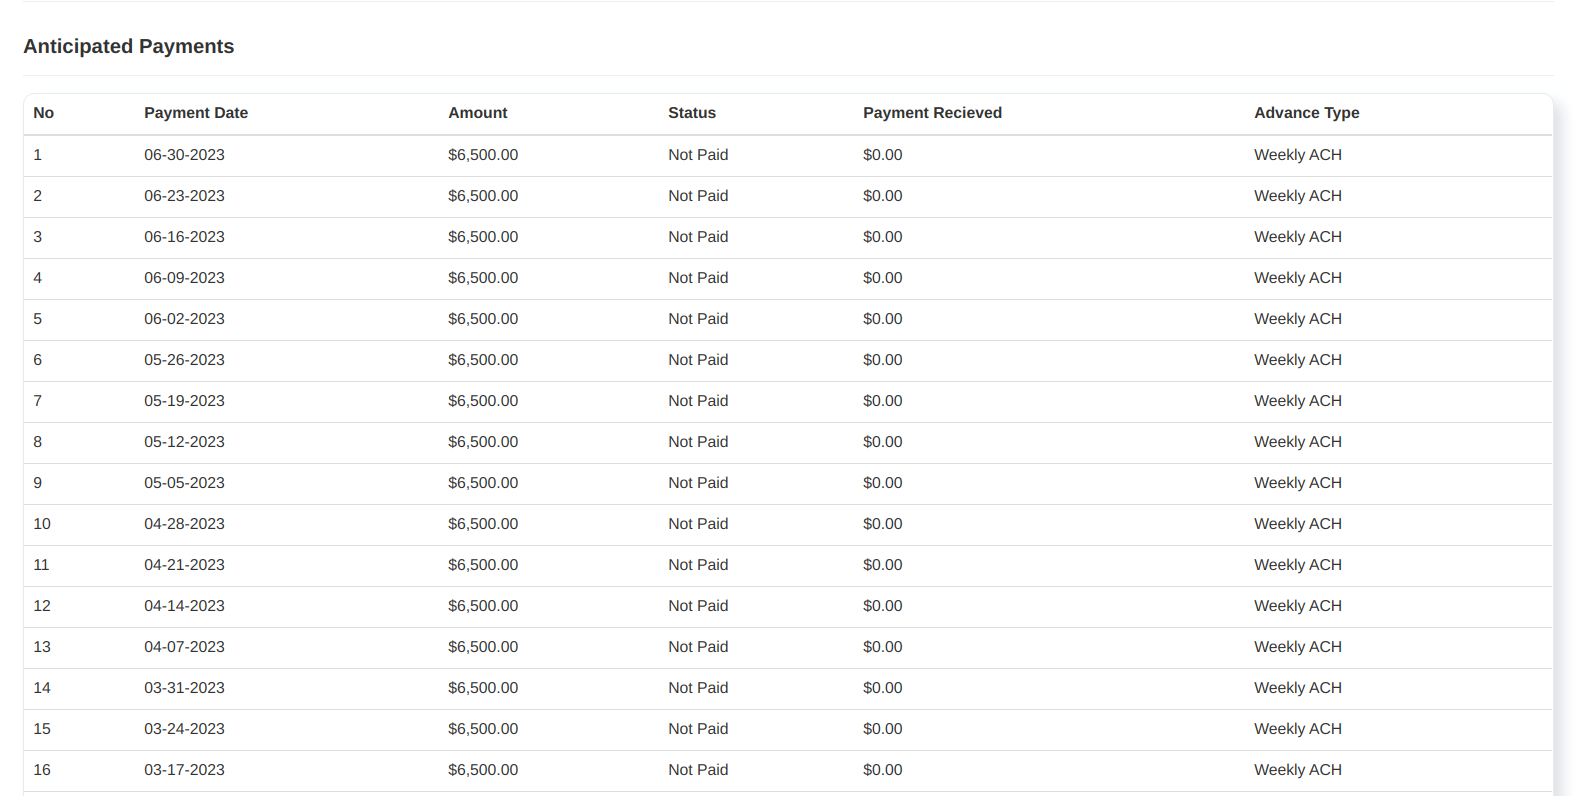 Anticipated Payments
No Payment Date Amount Status Payment Recieved Advance Type
1 06-30-2023 $6,500.00 Not Paid $0.00 Weekly ACH
2 06-23-2023 $6,500.00 Not Paid $0.00 Weekly ACH
3 06-16-2023 $6,500.00 Not Paid $0.00 Weekly ACH
4 06-09-2023 $6,500.00 Not Paid $0.00 Weekly ACH
5 06-02-2023 $6,500.00 Not Paid $0.00 Weekly ACH
6 05-26-2023 $6,500.00 Not Paid $0.00 Weekly ACH
7 05-19-2023 $6,500.00 Not Paid $0.00 Weekly ACH
8 05-12-2023 $6,500.00 Not Paid $0.00 Weekly ACH
9 05-05-2023 $6,500.00 Not Paid $0.00 Weekly ACH
10 04-28-2023 $6,500.00 Not Paid $0.00 Weekly ACH
11 04-21-2023 $6,500.00 Not Paid $0.00 Weekly ACH
12 04-14-2023 $6,500.00 Not Paid $0.00 Weekly ACH
13 04-07-2023 $6,500.00 Not Paid $0.00 Weekly ACH
14 03-31-2023 $6,500.00 Not Paid $0.00 Weekly ACH
15 03-24-2023 $6,500.00 Not Paid $0.00 Weekly ACH
16 03-17-2023 $6,500.00 Not Paid $0.00 Weekly ACH